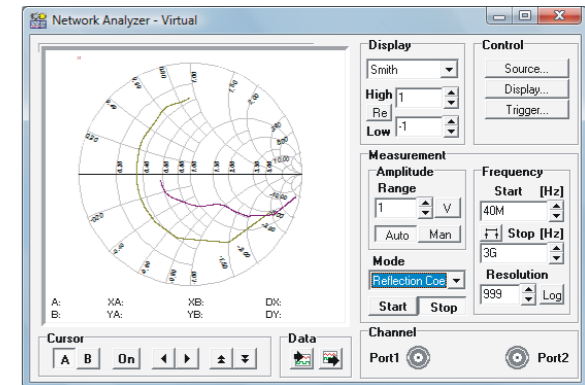 Network Analyzer - Virtual
Display
Smith
High 1
Re
Low -1
Control
Source...
Display...
Trigger...
Measurement
Amplitude
Range
1 V
Auto Man
Mode
Reflection Coe
Start Stop
Frequency
Start [Hz]
40M
Stop [Hz]
3G
Resolution
999 Log
A: XA: XB: DX:
B: YA: YB: DY:
Cursor
A B On
Data
Channel
Port1 Port2